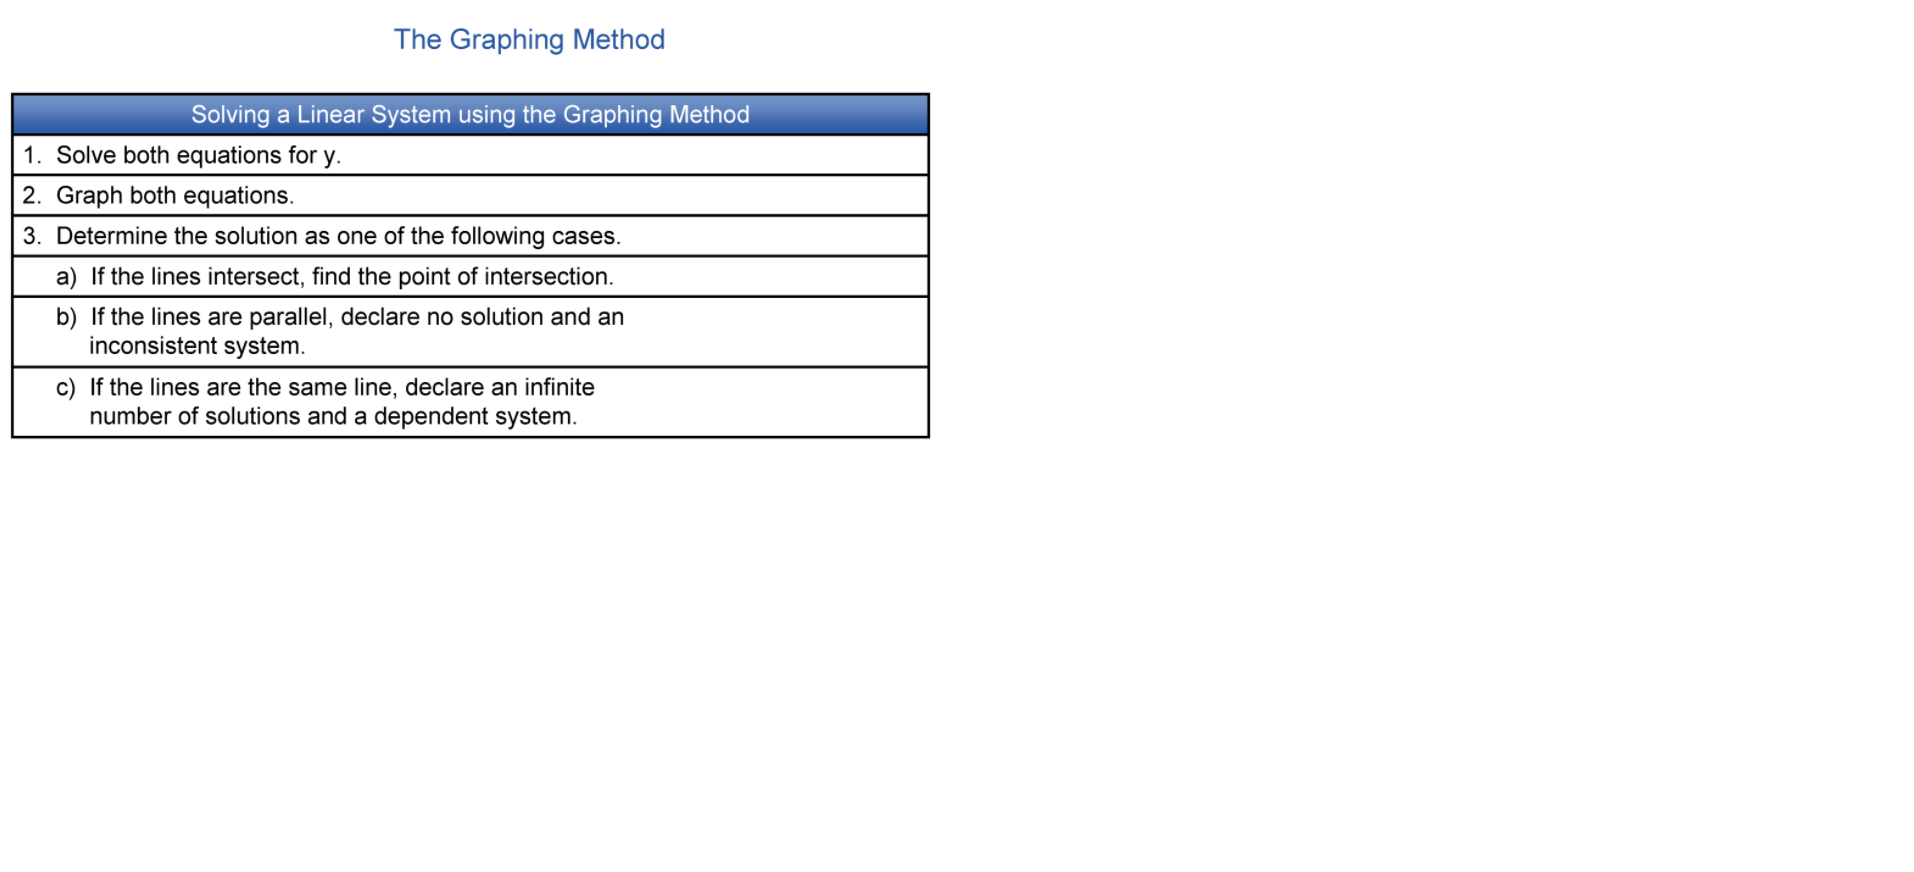 The Graphing Method
Solving a Linear System using the Graphing Method
1. Solve both equations for y.
2. Graph both equations.
3. Determine the solution as one of the following cases.
a) If the lines intersect, find the point of intersection.
b) If the lines are parallel, declare no solution and an
inconsistent system.
c) If the lines are the same line, declare an infinite
number of solutions and a dependent system.